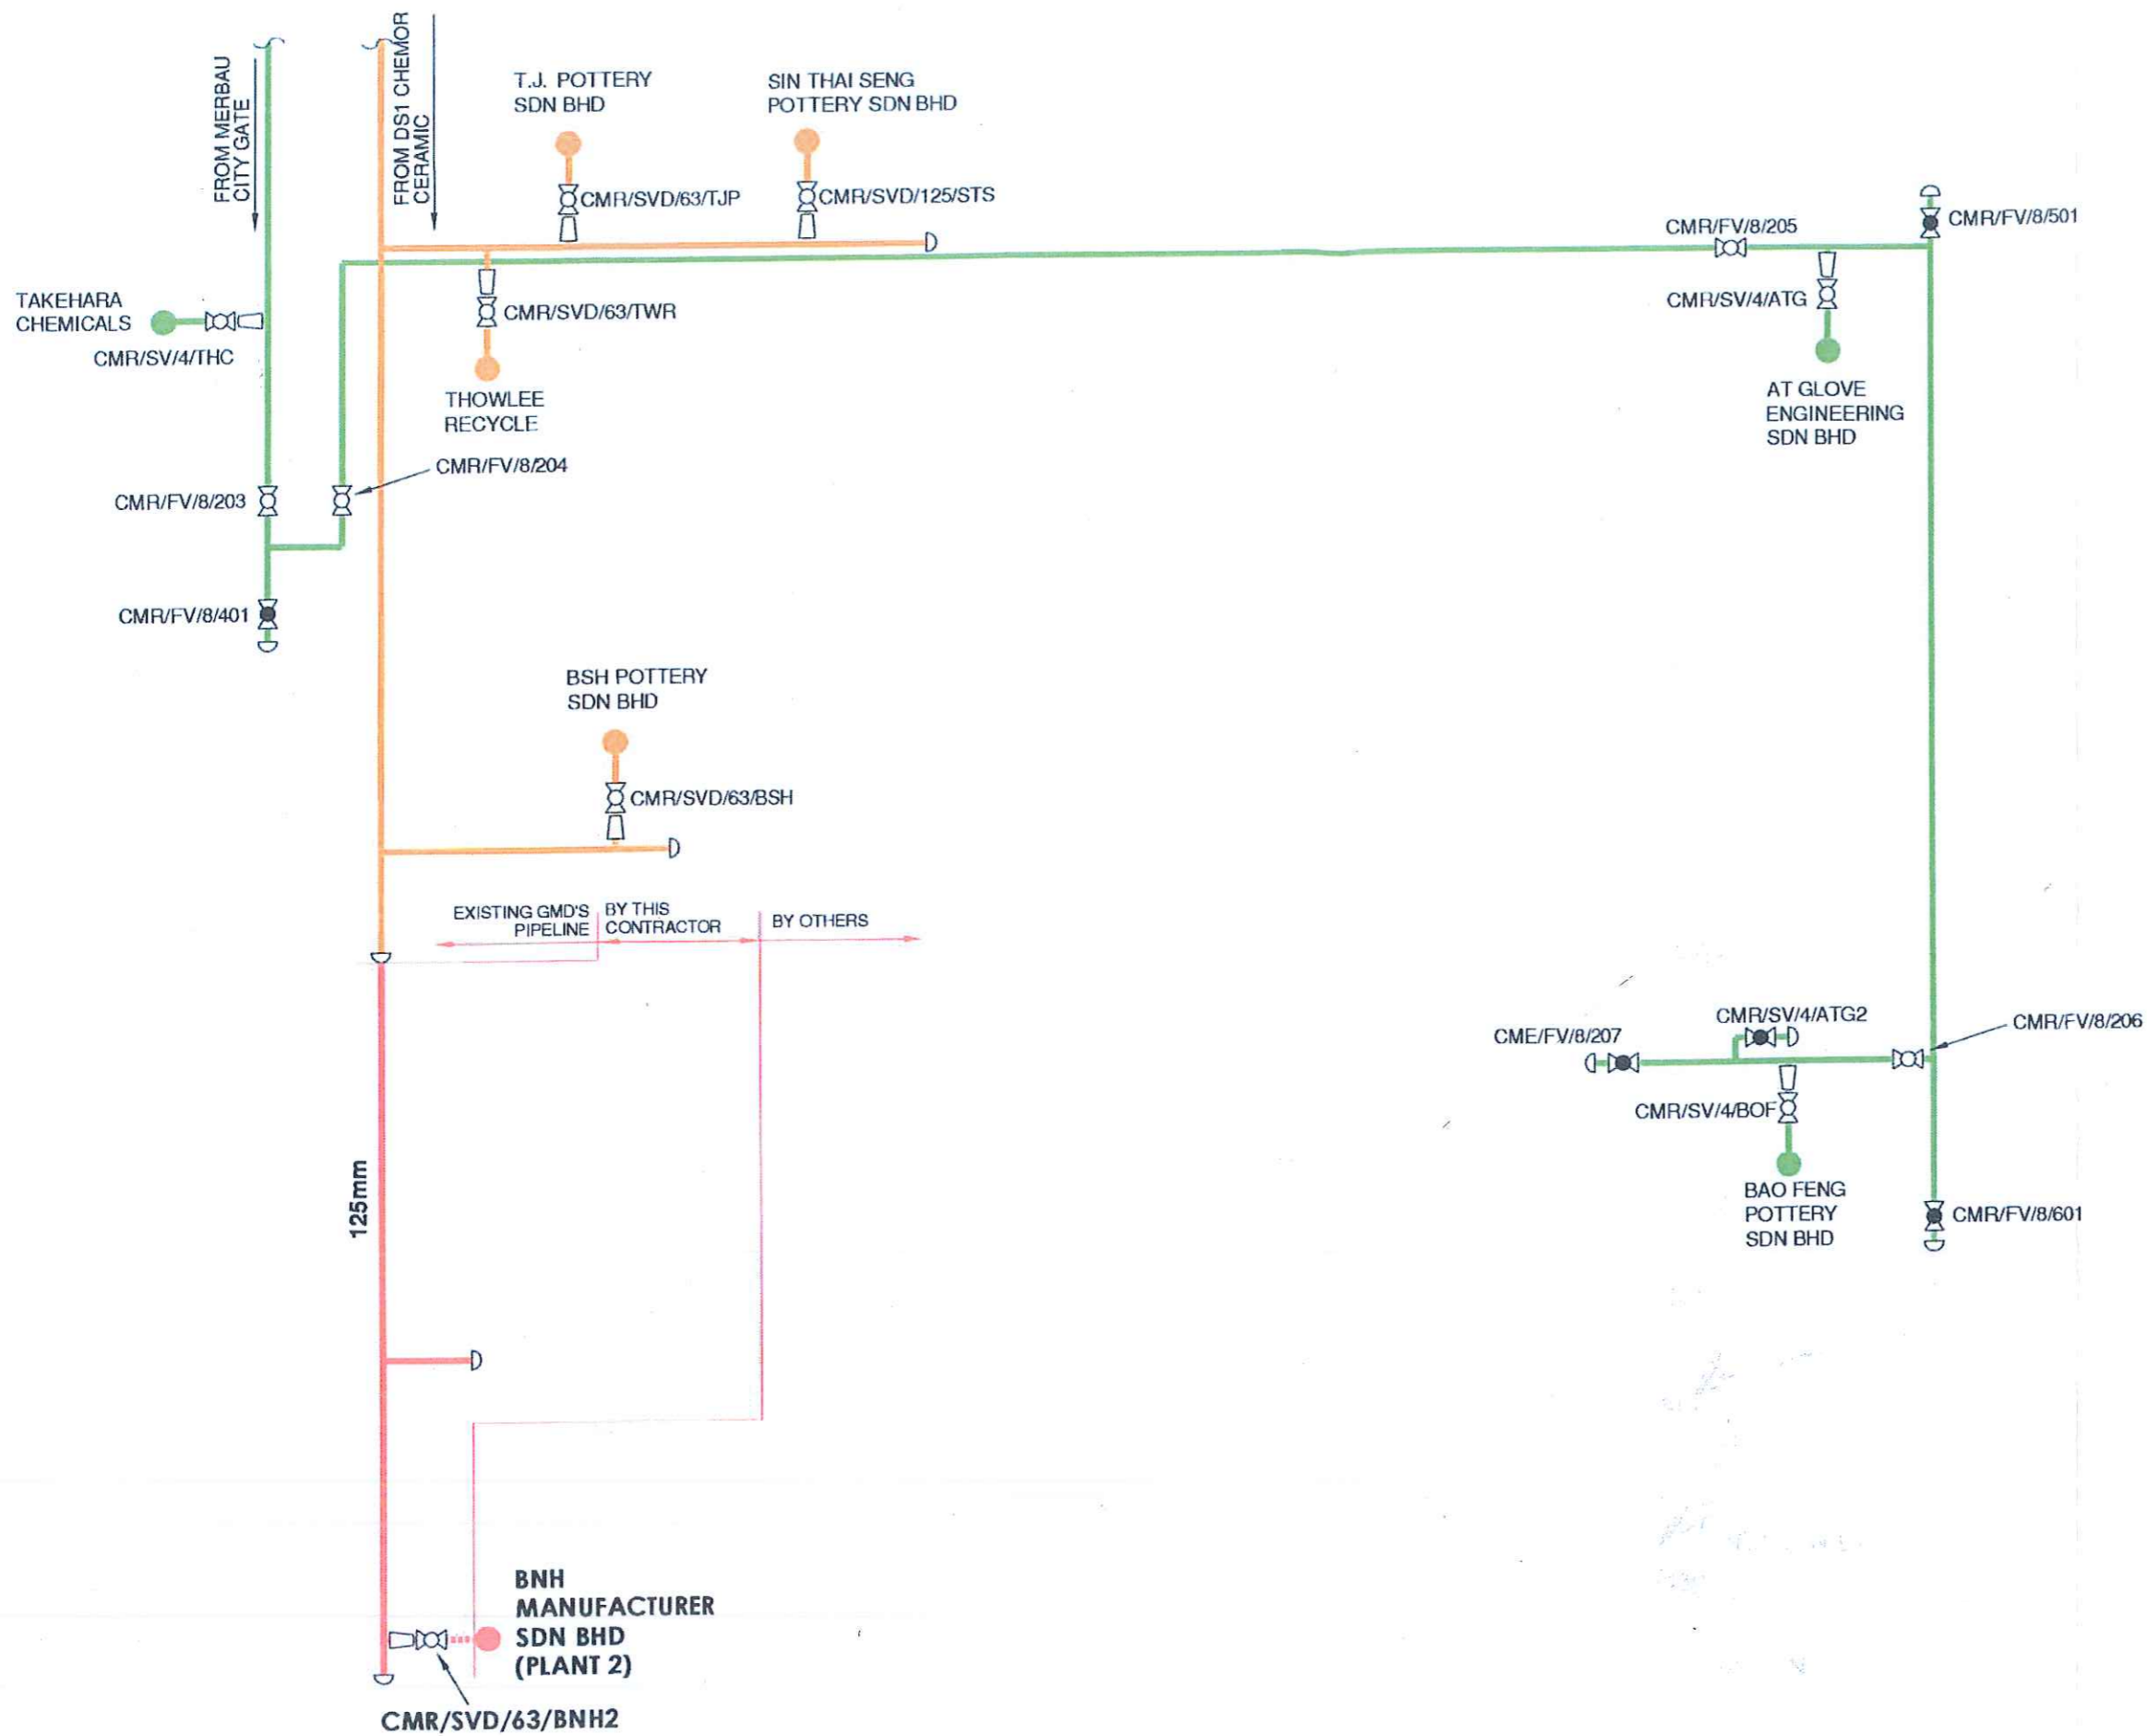 FROM MERBAU
CITY GATE
FROM DS1 CHEMOR
CERAMIC
T.J. POTTERY
SDN BHD
SIN THAI SENG
POTTERY SDN BHD
CMR/SVD/63/TJP
CMR/SVD/125/STS
CMR/FV/8/205
CMR/FV/8/501
TAKEHARA
CHEMICALS
CMR/SV/4/THC
CMR/SVD/63/TWR
CMR/SV/4/ATG
THOWLEE
RECYCLE
AT GLOVE
ENGINEERING
SDN BHD
CMR/FV/8/204
CMR/FV/8/203
CMR/FV/8/401
BSH POTTERY
SDN BHD
CMR/SVD/63/BSH
EXISTING GMD'S
PIPELINE
BY THIS
CONTRACTOR
BY OTHERS
CME/FV/8/207
CMR/SV/4/ATG2
CMR/FV/8/206
CMR/SV/4/BOF
BAO FENG
POTTERY
SDN BHD
CMR/FV/8/601
125mm
BNH
MANUFACTURER
SDN BHD
(PLANT 2)
CMR/SVD/63/BNH2